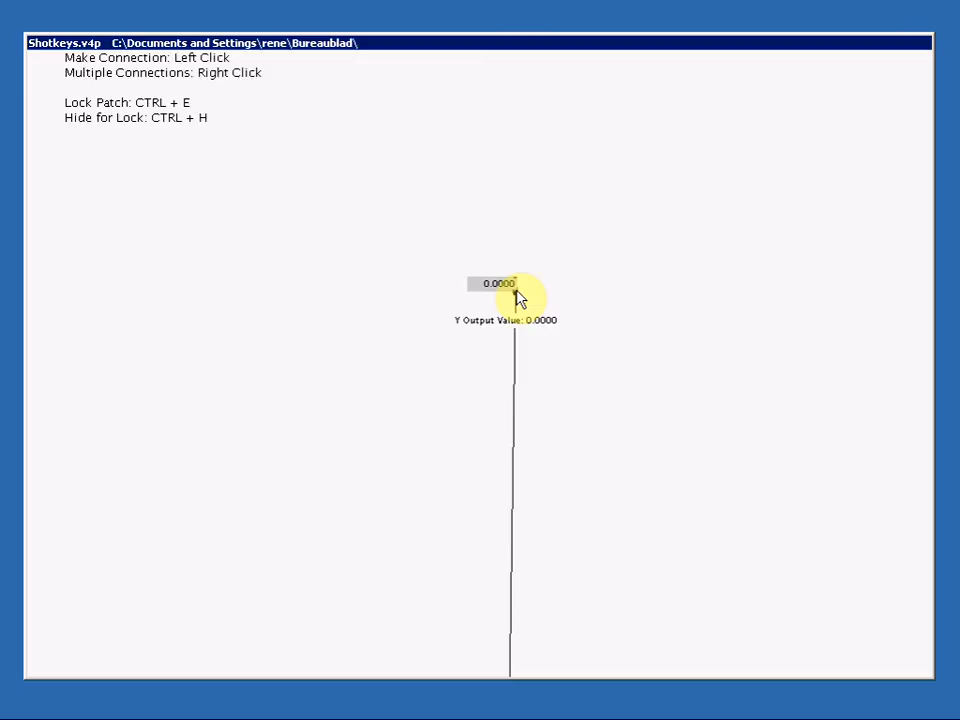 Shotkeys.v4p C:\Documents and Settings\rene\Bureaublad\
Make Connection: Left Click
Multiple Connections: Right Click
Lock Patch: CTRL + E
Hide for Lock: CTRL + H
0.0000
Y Output Value: 0.0000